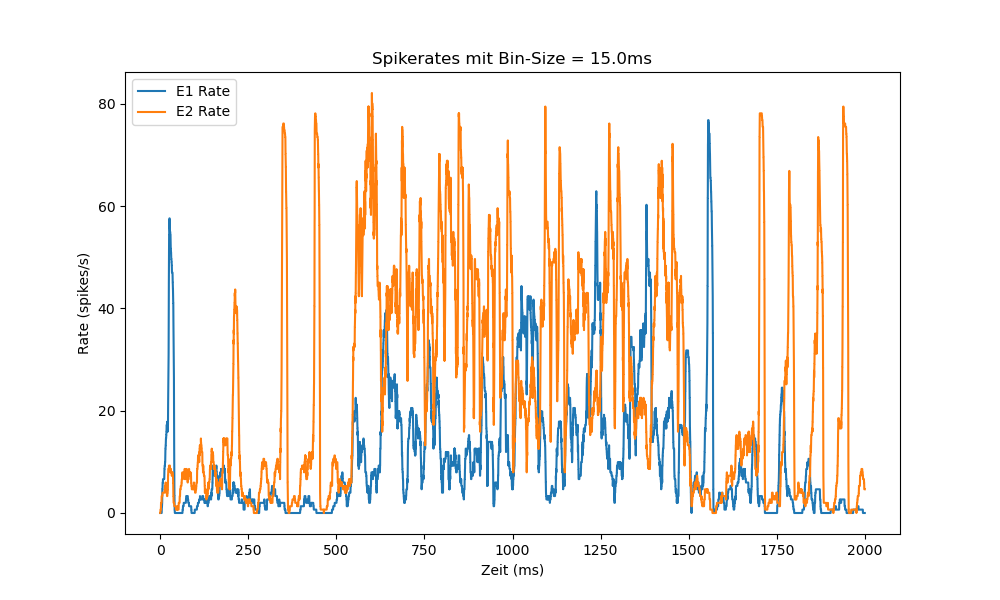 Spikerates mit Bin-Size = 15.0ms
E1 Rate
E2 Rate
80
60
40
20
0
Rate (spikes/s)
0 250 500 750 1000 1250 1500 1750 2000
Zeit (ms)